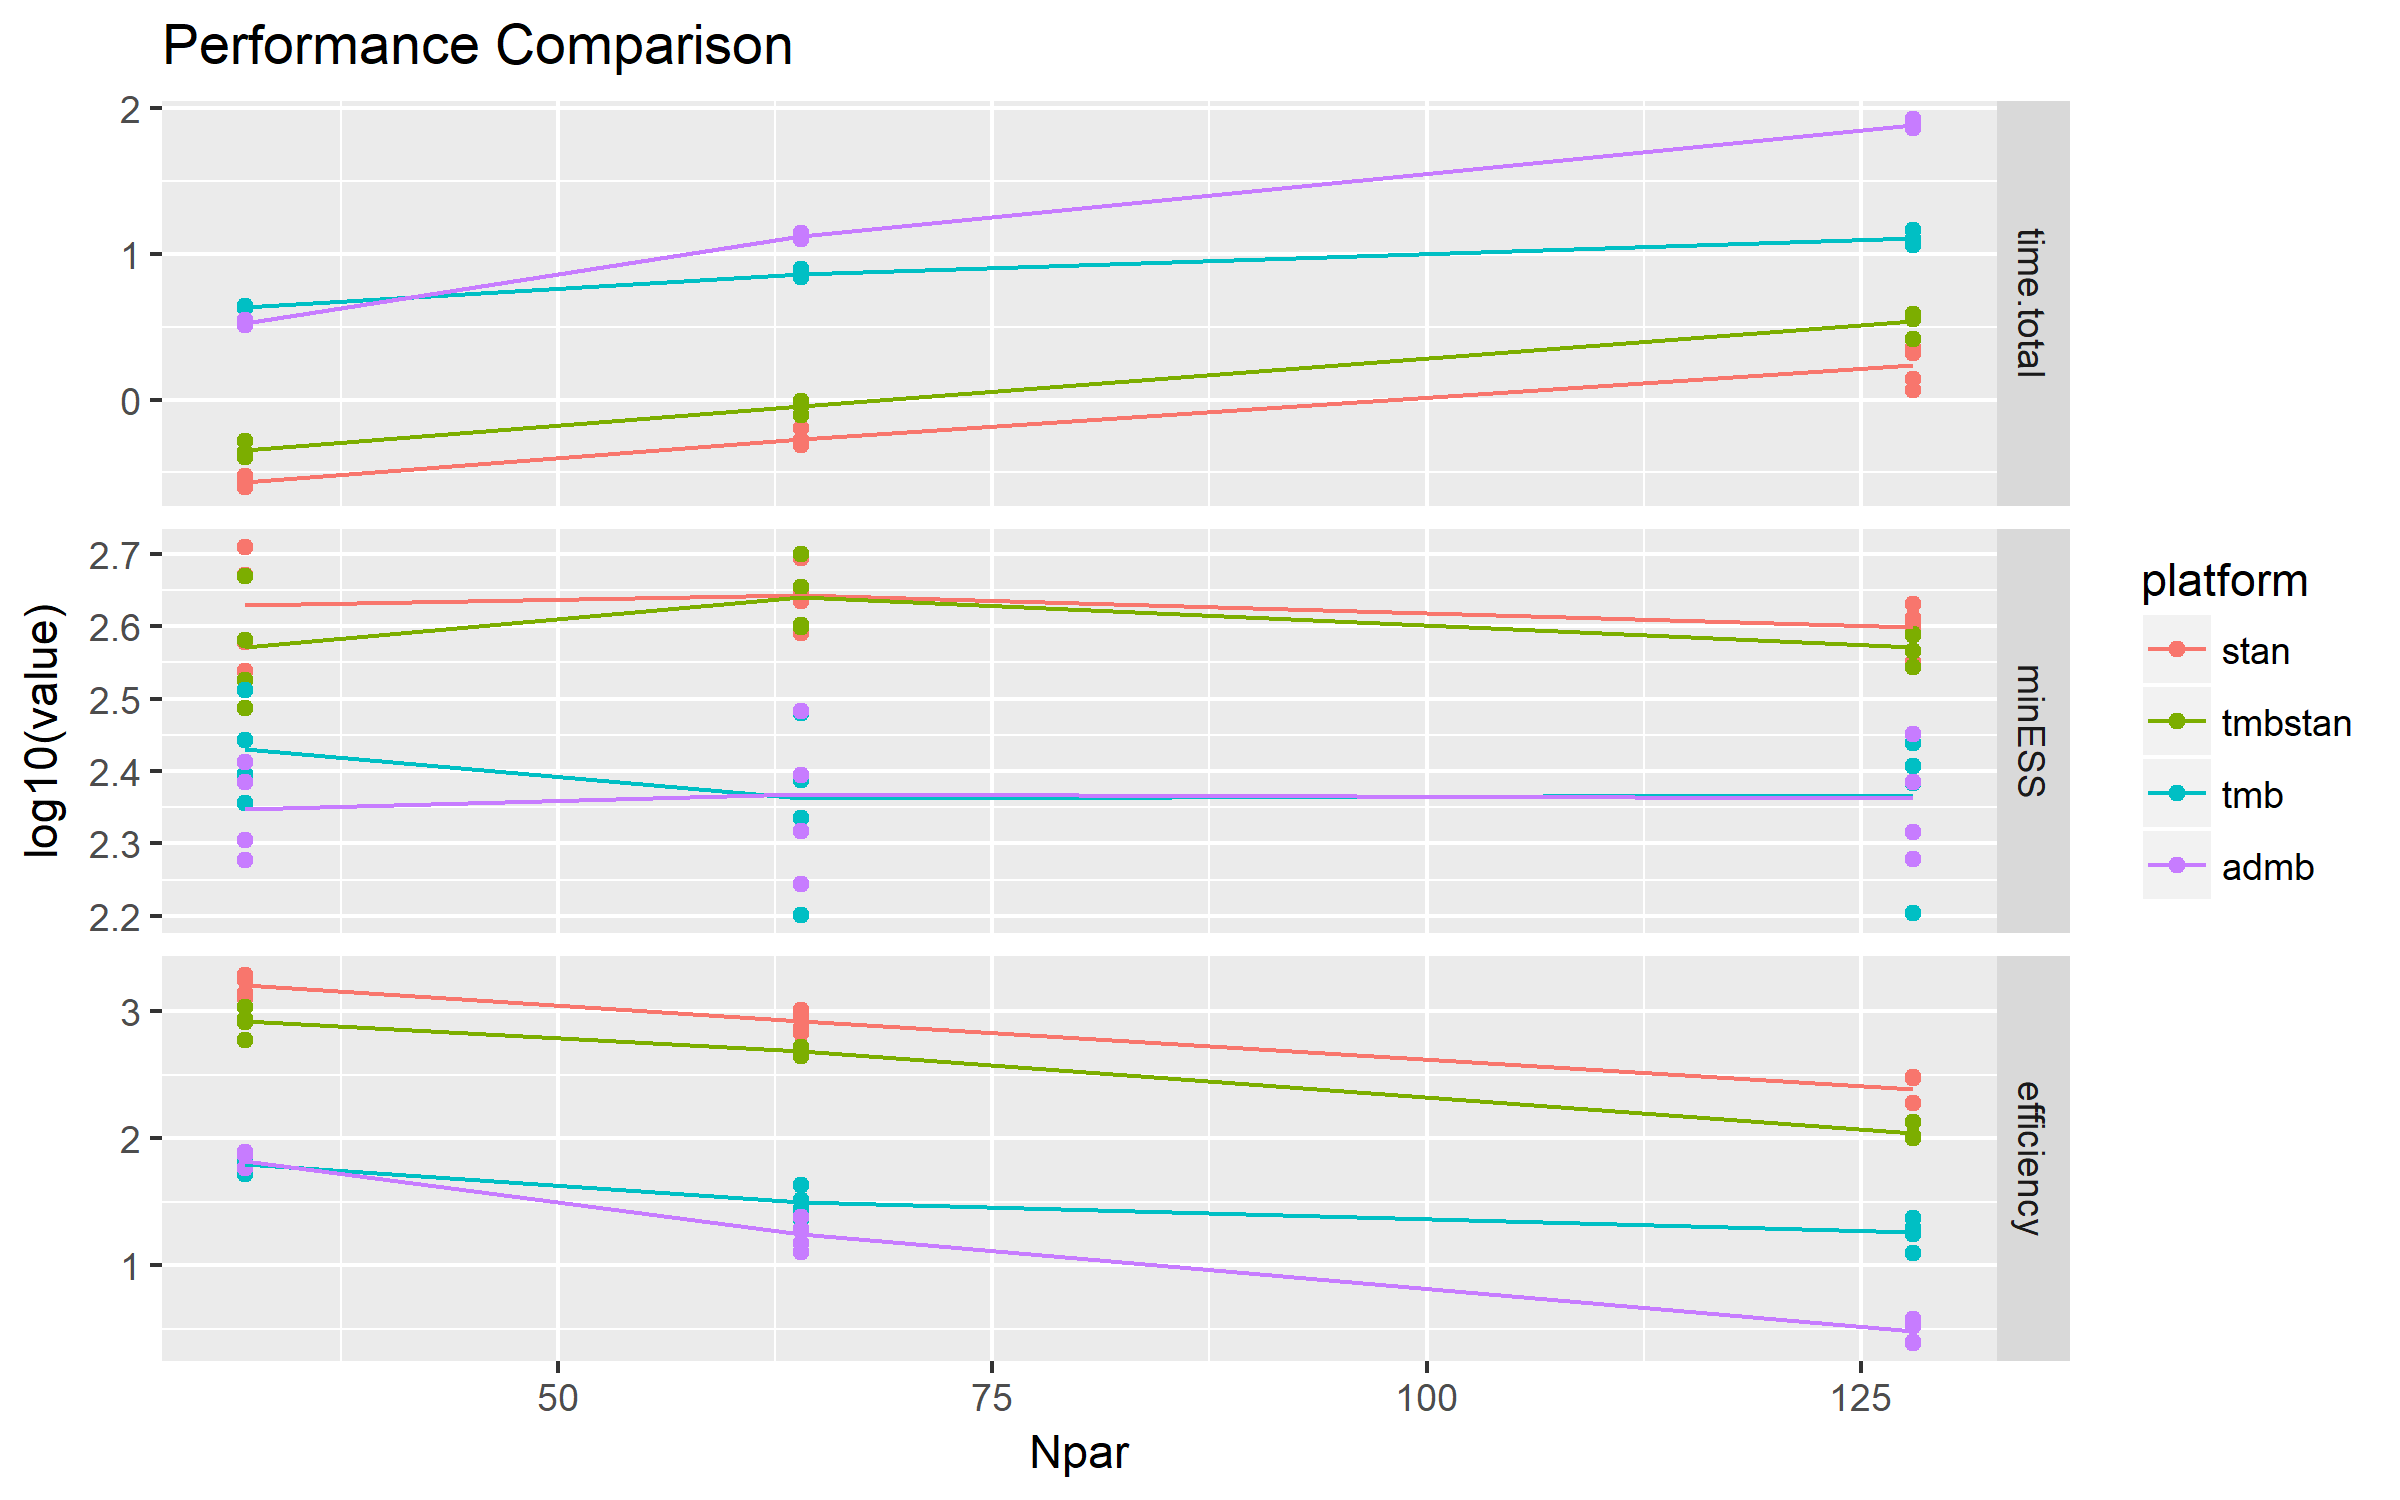 Performance Comparison
2
1
0
time.total
2.7
2.6
2.5
2.4
2.3
2.2
minESS
3
2
1
efficiency
log10(value)
50 75 100 125
Npar
platform
stan
tmbstan
tmb
admb